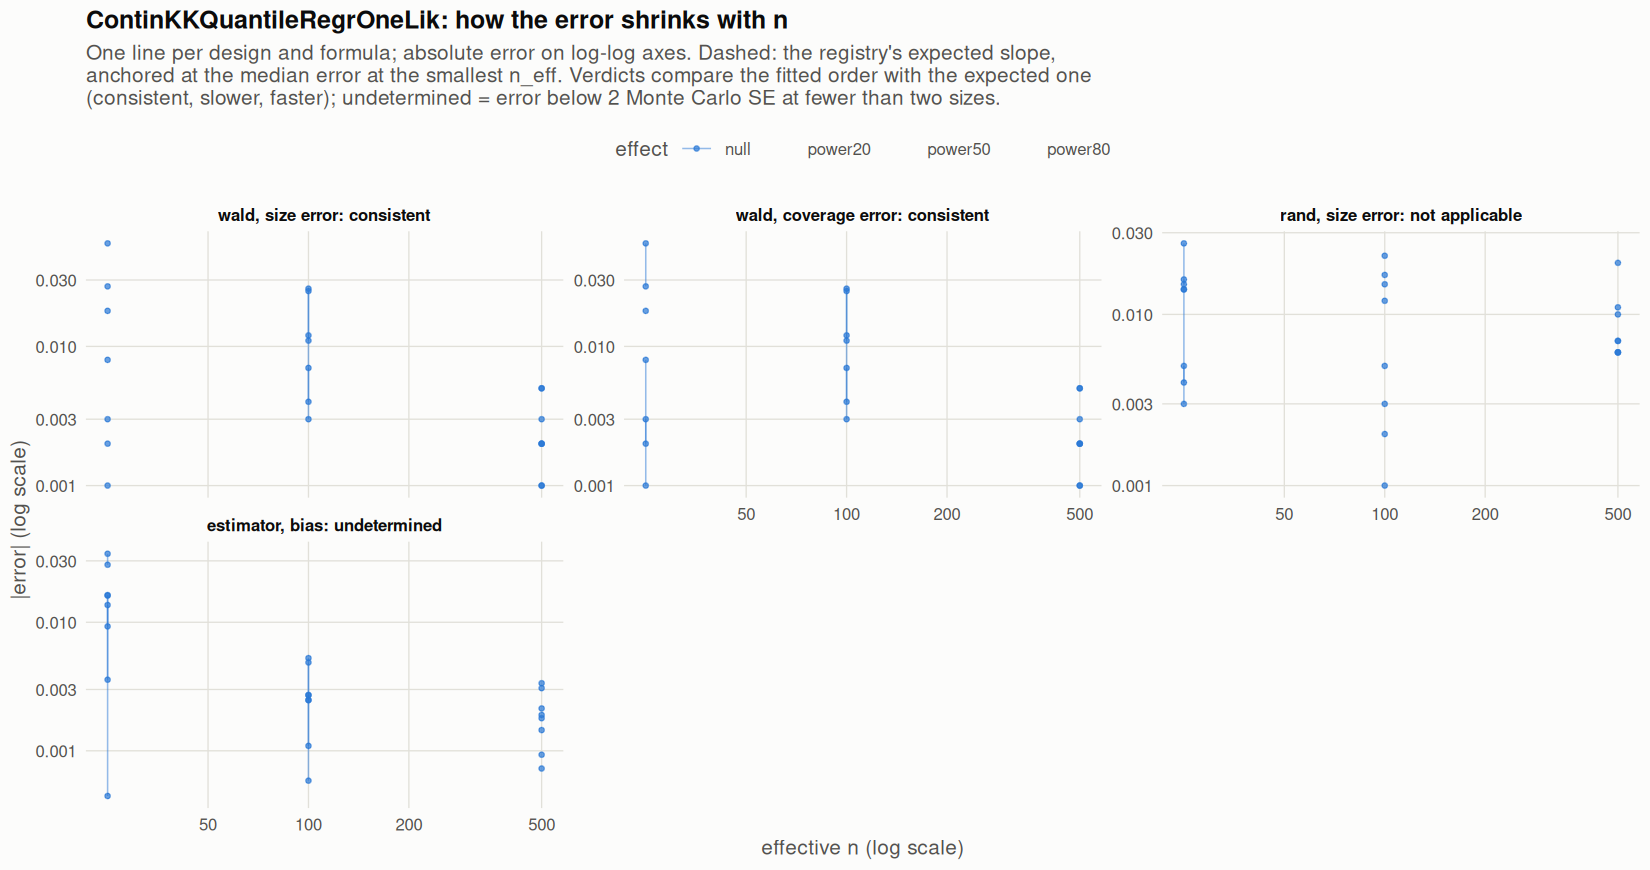 ContinKKQuantileRegrOneLik: how the error shrinks with n
One line per design and formula; absolute error on log-log axes. Dashed: the registry's expected slope,
anchored at the median error at the smallest n_eff. Verdicts compare the fitted order with the expected one
(consistent, slower, faster); undetermined = error below 2 Monte Carlo SE at fewer than two sizes.
effect null power20 power50 power80
wald, size error: consistent
0.030
0.010
0.003
0.001
wald, coverage error: consistent
0.030
0.010
0.003
0.001
50 100 200 500
rand, size error: not applicable
0.030
0.010
0.003
0.001
50 100 200 500
estimator, bias: undetermined
0.030
0.010
0.003
0.001
50 100 200 500
|error| (log scale)
effective n (log scale)